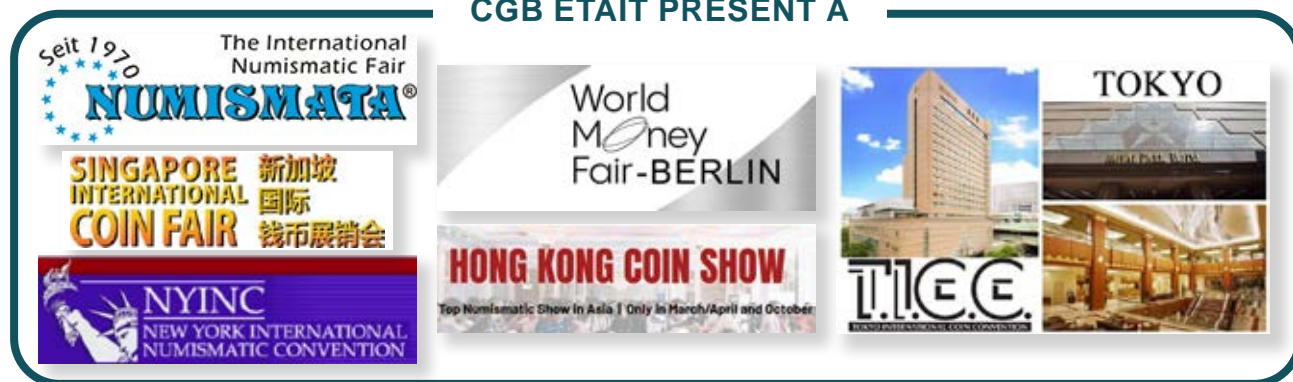 CGB ETAIT PRESENT A
Seit 1970
The International
Numismatic Fair
NUMISMATA®
SINGAPORE 新加坡
INTERNATIONAL 国际
COIN FAIR 钱币展销会
NYINC
NEW YORK INTERNATIONAL
NUMISMATIC CONVENTION
World
Money
Fair-BERLIN
HONG KONG COIN SHOW
Top Numismatic Show in Asia | Only in March/April and October
TOKYO
T.I.C.C.
TOKYO INTERNATIONAL COIN CONVENTION